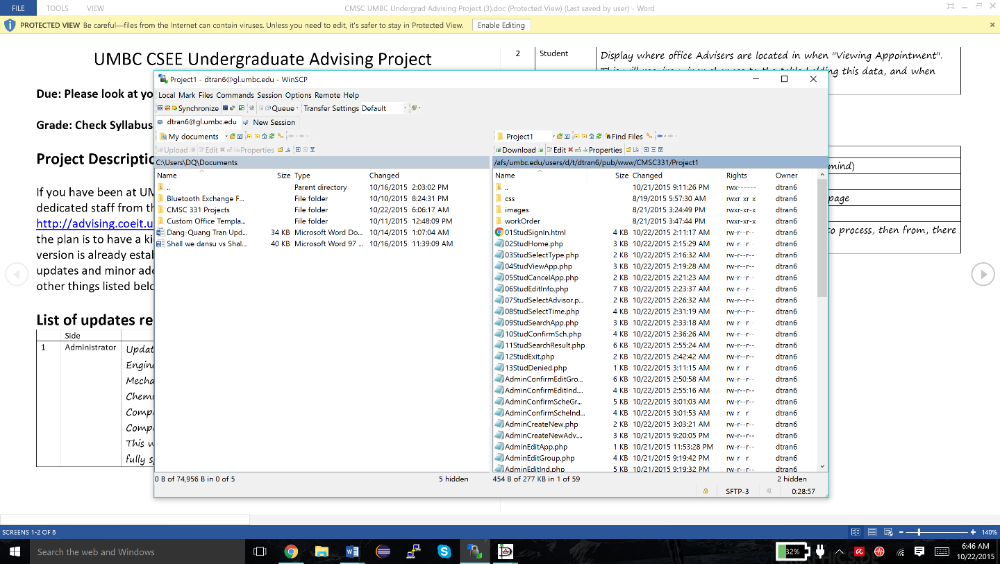 FILE TOOLS VIEW CMSC UMBC Undergrad Advising Project (3).doc (Protected View) (Last saved by user) - Word
PROTECTED VIEW Be careful—files from the Internet can contain viruses. Unless you need to edit, it's safer to stay in Protected View. Enable Editing
UMBC CSEE Undergraduate Advising Project
Due: Please look at yo
Grade: Check Syllabus
Project Descriptio
If you have been at UM
dedicated staff from th
http://advising.coeit.u
the plan is to have a ki
version is already estab
updates and minor ade
other things listed belo
List of updates re
Side
1 Administrator Updat
Engine
Mecha
Chemi
Comp
Comp
This w
fully s
2 Student Display where office Advisers are located in when "Viewing Appointment".
this data, and when
mind)
page
to process, then from, there
Project1 - dtran6@gl.umbc.edu - WinSCP
Local Mark Files Commands Session Options Remote Help
Synchronize Queue Transfer Settings Default
dtran6@gl.umbc.edu New Session
My documents
Upload Edit Properties
C:\Users\DQ\Documents
Name Size Type Changed
.. Parent directory 10/16/2015 2:03:02 PM
Bluetooth Exchange F... File folder 10/10/2015 8:24:31 PM
CMSC 331 Projects File folder 10/22/2015 6:06:17 AM
Custom Office Templa... File folder 10/11/2015 12:48:09 PM
Dang-Quang Tran Upd... 34 KB Microsoft Word Do... 10/14/2015 1:07:04 AM
Shall we dansu vs Shal... 40 KB Microsoft Word 97 ... 10/16/2015 11:39:09 AM
0 B of 74,956 B in 0 of 5 5 hidden
Project1 Find Files
Download Edit Properties
/afs/umbc.edu/users/d/t/dtran6/pub/www/CMSC331/Project1
Name Size Changed Rights Owner
.. 10/21/2015 9:11:26 PM rwx------ dtran6
css 8/19/2015 5:57:30 AM rwxr-xr-x dtran6
images 8/21/2015 3:24:49 PM rwxr-xr-x dtran6
workOrder 8/21/2015 3:47:44 PM rwxr-xr-x dtran6
01StudSignIn.html 4 KB 10/22/2015 2:11:17 AM rw-r--r-- dtran6
02StudHome.php 3 KB 10/22/2015 2:15:29 AM rw-r--r-- dtran6
03StudSelectType.php 2 KB 10/22/2015 2:16:32 AM rw-r--r-- dtran6
04StudViewApp.php 3 KB 10/22/2015 2:19:28 AM rw-r--r-- dtran6
05StudCancelApp.php 2 KB 10/22/2015 2:21:23 AM rw-r--r-- dtran6
06StudEditInfo.php 7 KB 10/22/2015 2:23:37 AM rw-r--r-- dtran6
07StudSelectAdvisor.p... 2 KB 10/22/2015 2:26:32 AM rw-r--r-- dtran6
08StudSelectTime.php 4 KB 10/22/2015 2:31:19 AM rw-r--r-- dtran6
09StudSearchApp.php 3 KB 10/22/2015 2:33:18 AM rw-r--r-- dtran6
10StudConfirmSch.php 4 KB 10/22/2015 2:36:26 AM rw-r--r-- dtran6
11StudSearchResult.php 6 KB 10/22/2015 2:55:24 AM rw-r--r-- dtran6
12StudExit.php 2 KB 10/22/2015 2:42:42 AM rw-r--r-- dtran6
13StudDenied.php 1 KB 10/22/2015 3:11:15 AM rw-r--r-- dtran6
AdminConfirmEditGro... 6 KB 10/22/2015 2:50:58 AM rw-r--r-- dtran6
AdminConfirmEditInd.... 4 KB 10/22/2015 2:55:16 AM rw-r--r-- dtran6
AdminConfirmScheGr... 5 KB 10/22/2015 3:01:03 AM rw-r--r-- dtran6
AdminConfirmScheInd... 4 KB 10/22/2015 3:01:53 AM rw-r--r-- dtran6
AdminCreateNew.php 2 KB 10/22/2015 3:03:21 AM rw-r--r-- dtran6
AdminCreateNewAdv.... 3 KB 10/21/2015 9:20:05 PM rw-r--r-- dtran6
AdminEditApp.php 1 KB 10/21/2015 11:53:28 PM rw-r--r-- dtran6
AdminEditGroup.php 4 KB 10/21/2015 9:19:42 PM rw-r--r-- dtran6
AdminEditInd.php 5 KB 10/21/2015 9:19:32 PM rw-r--r-- dtran6
454 B of 277 KB in 1 of 59 2 hidden
SFTP-3 0:28:57
SCREENS 1-2 OF 8 140%
Search the web and Windows 32% 6:46 AM
10/22/2015